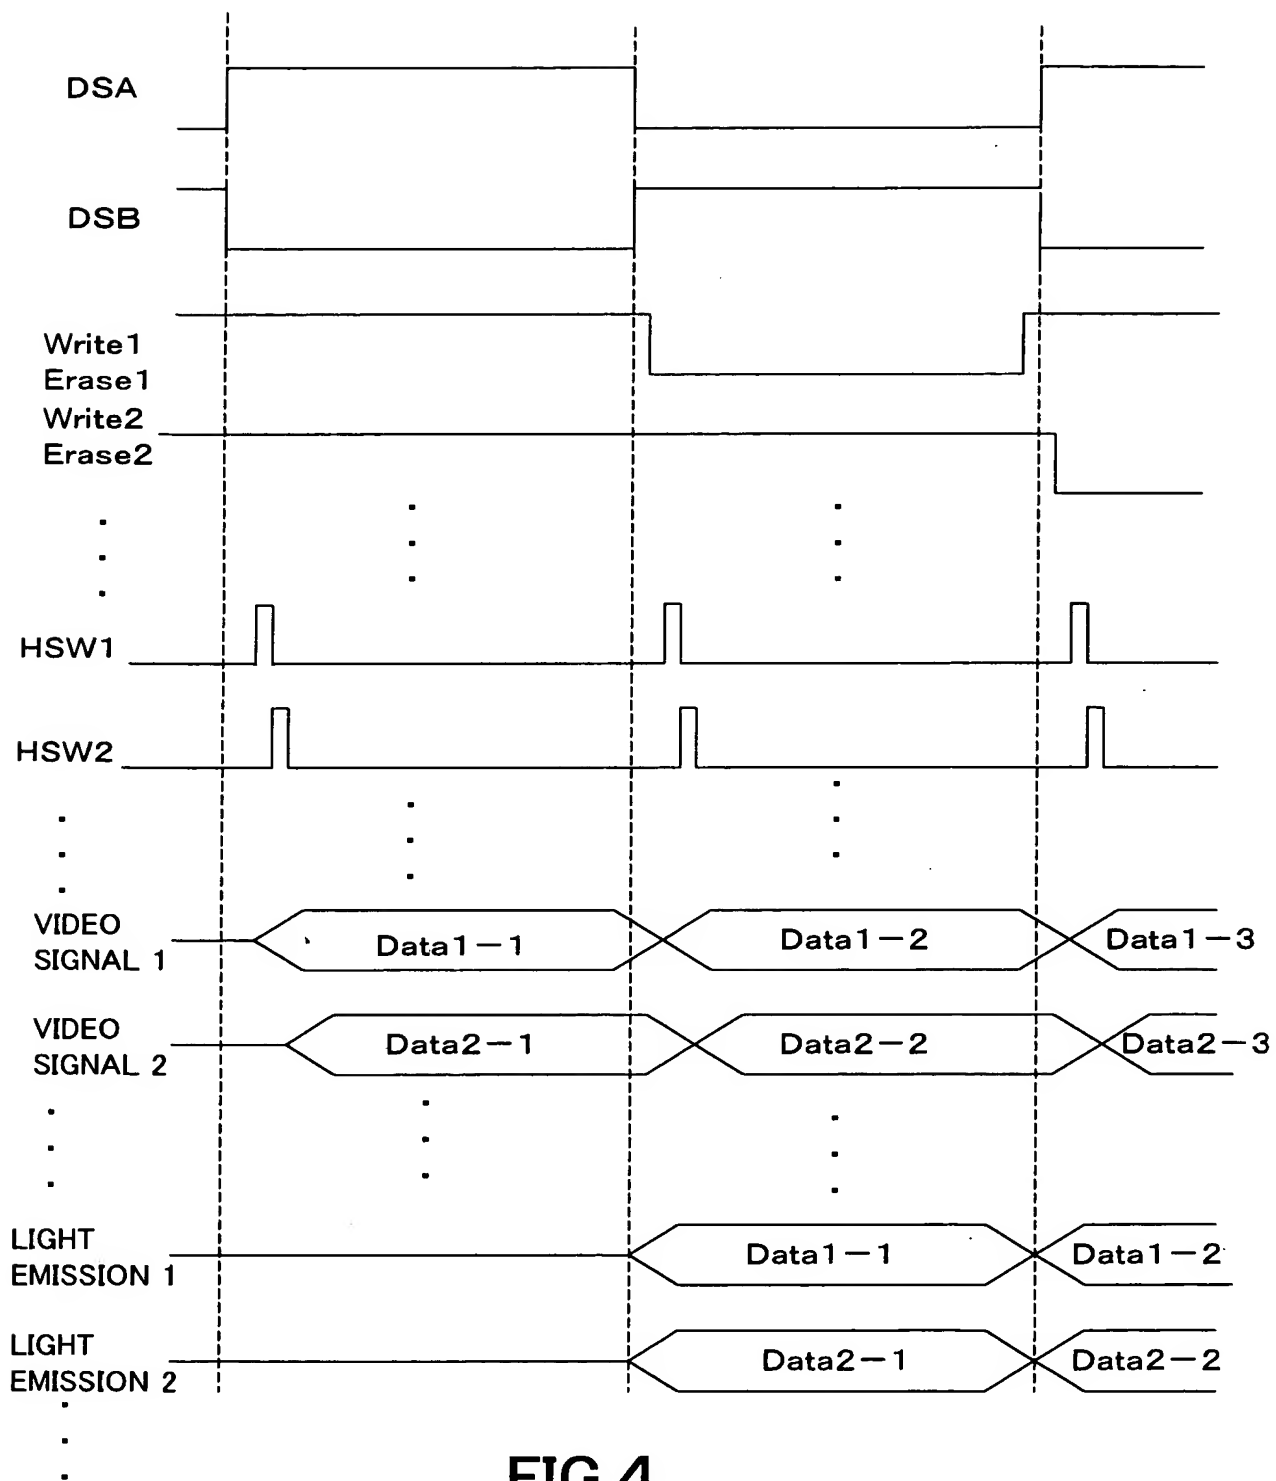 DSA
DSB
Write1
Erase1
Write2
Erase2
HSW1
HSW2
VIDEO
SIGNAL 1
Data1-1
Data1-2
Data1-3
VIDEO
SIGNAL 2
Data2-1
Data2-2
Data2-3
LIGHT
EMISSION 1
Data1-1
Data1-2
LIGHT
EMISSION 2
Data2-1
Data2-2
FIG.4